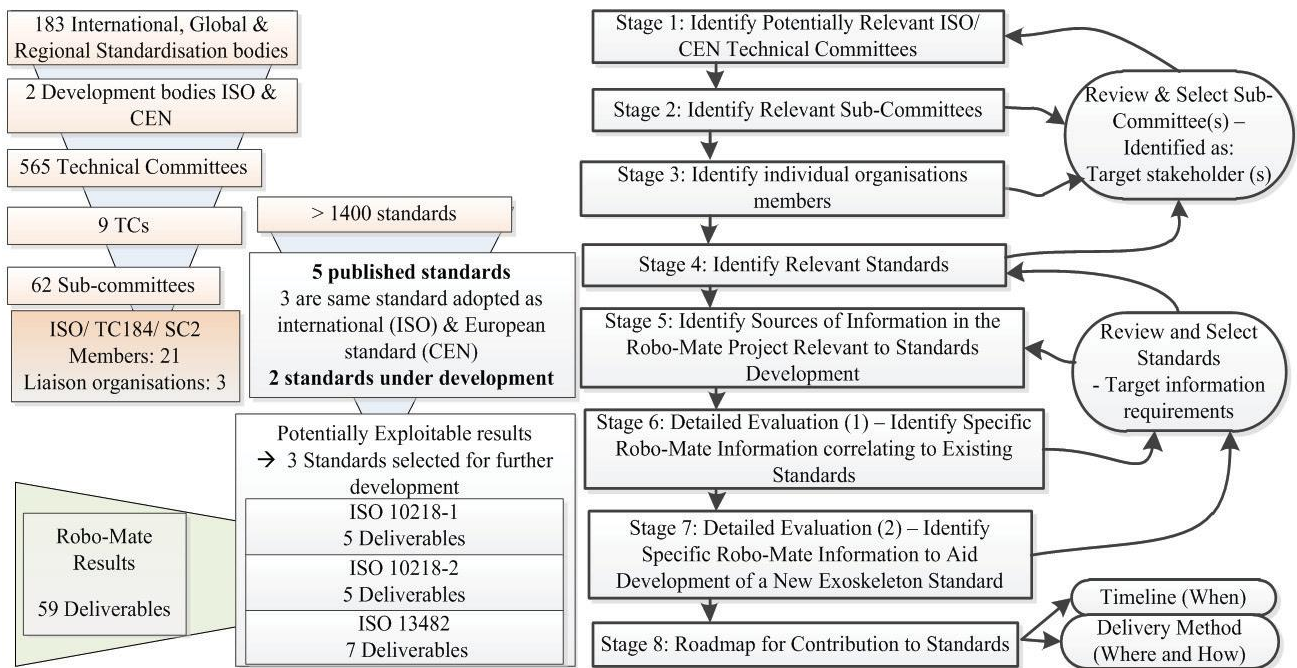 183 International, Global &
Regional Standardisation bodies
2 Development bodies ISO &
CEN
565 Technical Committees
9 TCs
62 Sub-committees
ISO/ TC184/ SC2
Members: 21
Liaison organisations: 3
> 1400 standards
5 published standards
3 are same standard adopted as
international (ISO) & European
standard (CEN)
2 standards under development
Potentially Exploitable results
→ 3 Standards selected for further
development
ISO 10218-1
5 Deliverables
ISO 10218-2
5 Deliverables
ISO 13482
7 Deliverables
Robo-Mate
Results
59 Deliverables
Stage 1: Identify Potentially Relevant ISO/
CEN Technical Committees
Stage 2: Identify Relevant Sub-Committees
Stage 3: Identify individual organisations
members
Stage 4: Identify Relevant Standards
Stage 5: Identify Sources of Information in the
Robo-Mate Project Relevant to Standards
Development
Stage 6: Detailed Evaluation (1) – Identify Specific
Robo-Mate Information correlating to Existing
Standards
Stage 7: Detailed Evaluation (2) – Identify
Specific Robo-Mate Information to Aid
Development of a New Exoskeleton Standard
Stage 8: Roadmap for Contribution to Standards
Review & Select Sub-
Committee(s) –
Identified as:
Target stakeholder (s)
Review and Select
Standards
- Target information
requirements
Timeline (When)
Delivery Method
(Where and How)